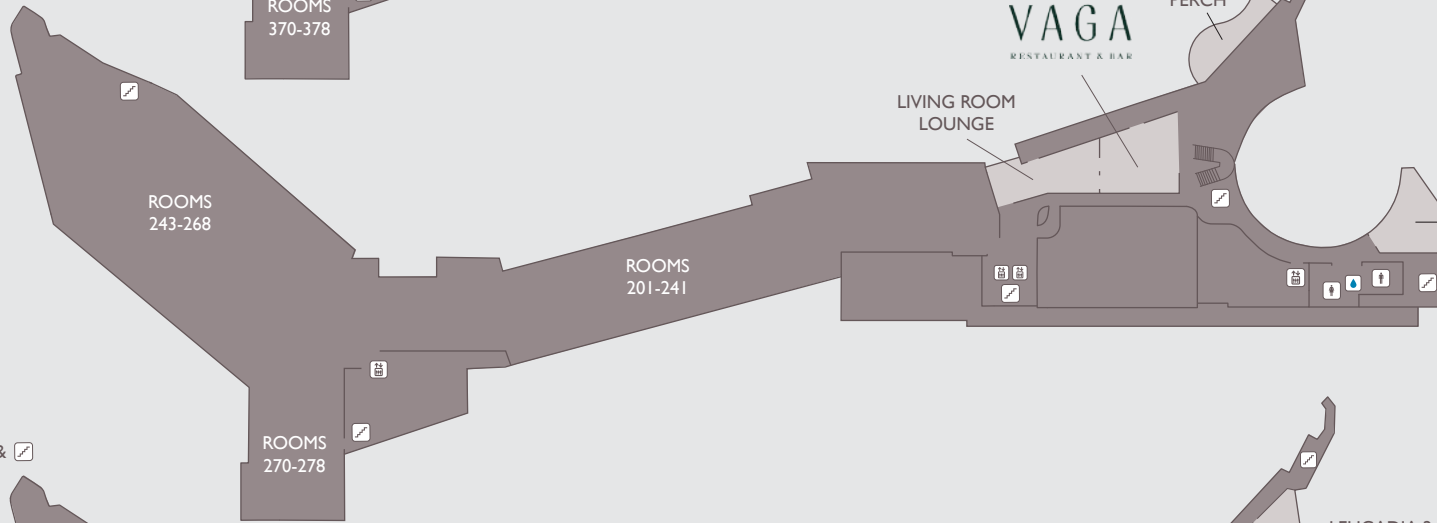 ROOMS
370-378
PERCH
VAGA
RESTAURANT & BAR
LIVING ROOM
LOUNGE
ROOMS
243-268
ROOMS
201-241
ROOMS
270-278
&